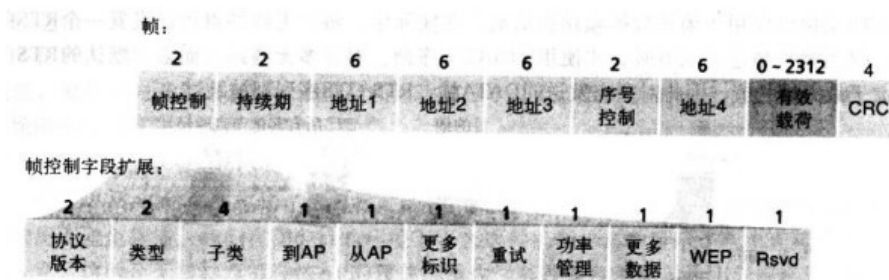 帧:
2 2 6 6 6 2 6 0~2312 4
帧控制 持续期 地址1 地址2 地址3 序号控制 地址4 有效载荷 CRC
帧控制字段扩展:
2 2 4 1 1 1 1 1 1 1 1
协议版本 类型 子类 到AP 从AP 更多标识 重试 功率管理 更多数据 WEP Rsvd